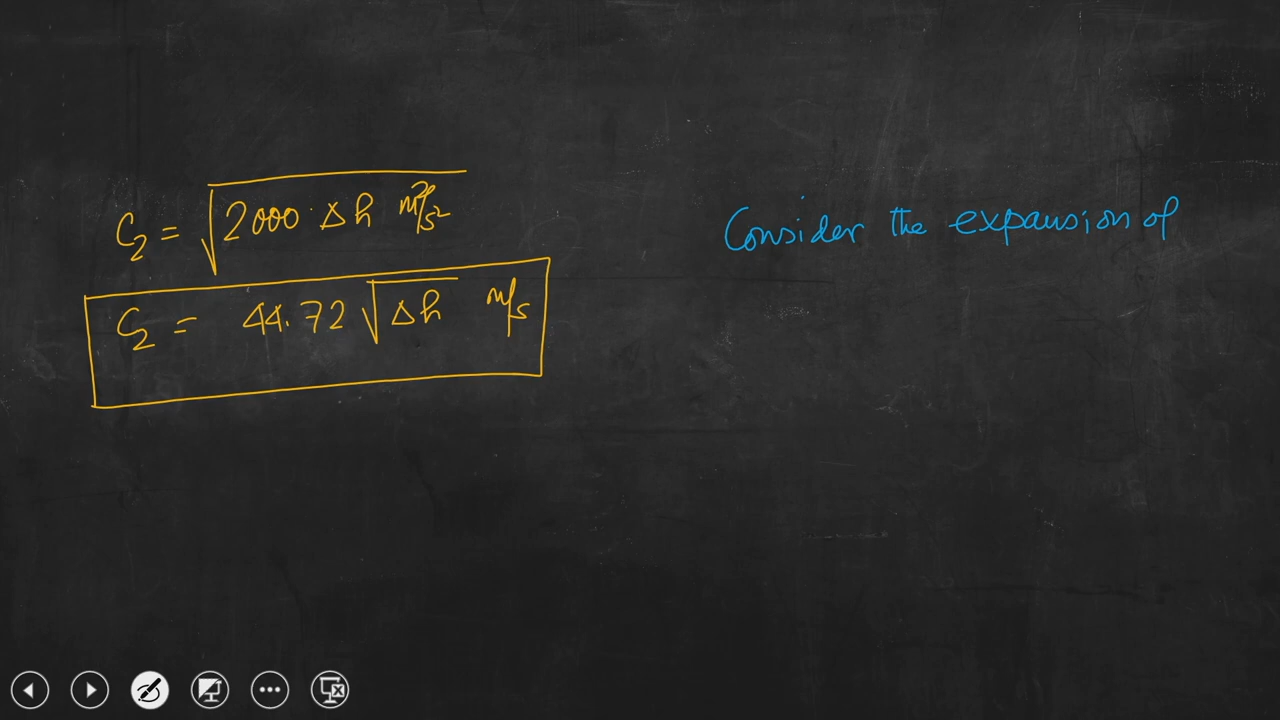 C₂ = √2000 · Δh m²/s²
C₂ = 44.72 √Δh m/s
Consider the expansion of